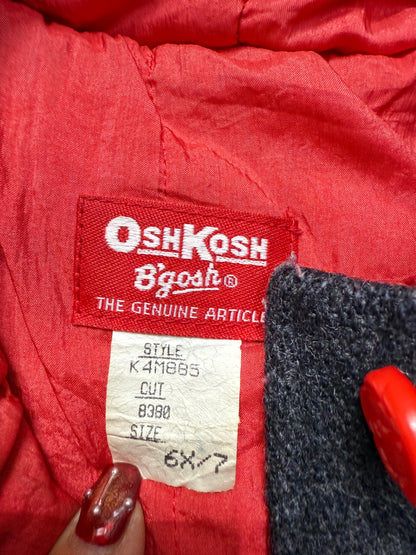 OSHKOSH
B'gosh®
THE GENUINE ARTICLE
STYLE
K4M885
CUT
8380
SIZE
6X/7